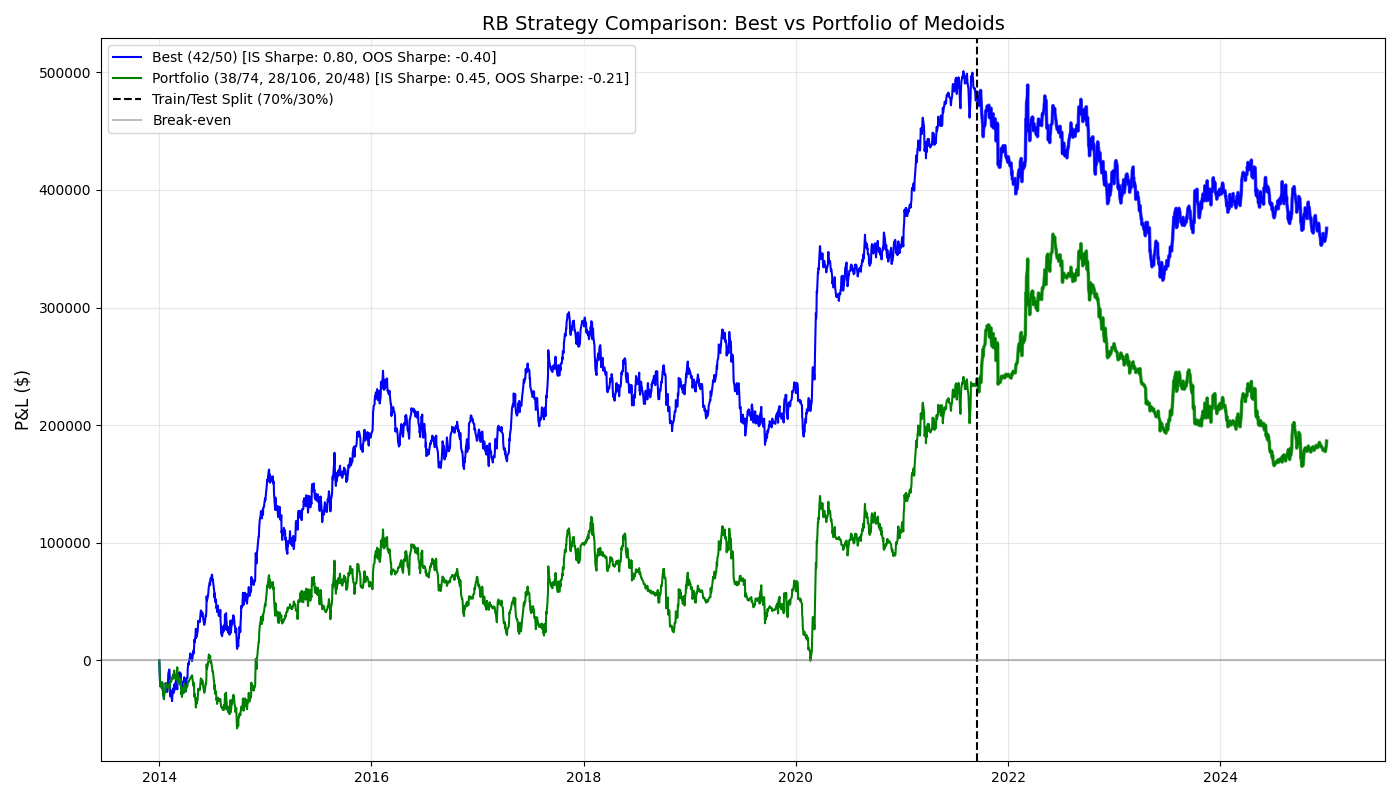 RB Strategy Comparison: Best vs Portfolio of Medoids
Best (42/50) [IS Sharpe: 0.80, OOS Sharpe: -0.40]
Portfolio (38/74, 28/106, 20/48) [IS Sharpe: 0.45, OOS Sharpe: -0.21]
Train/Test Split (70%/30%)
Break-even
P&L ($)
500000
400000
300000
200000
100000
0
2014
2016
2018
2020
2022
2024